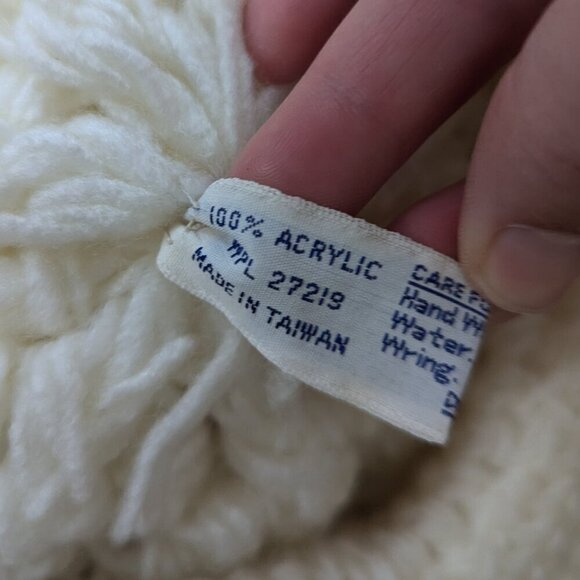 100% ACRYLIC
WPL 27219
MADE IN TAIWAN
CARE
Hand
Water.
Wring.